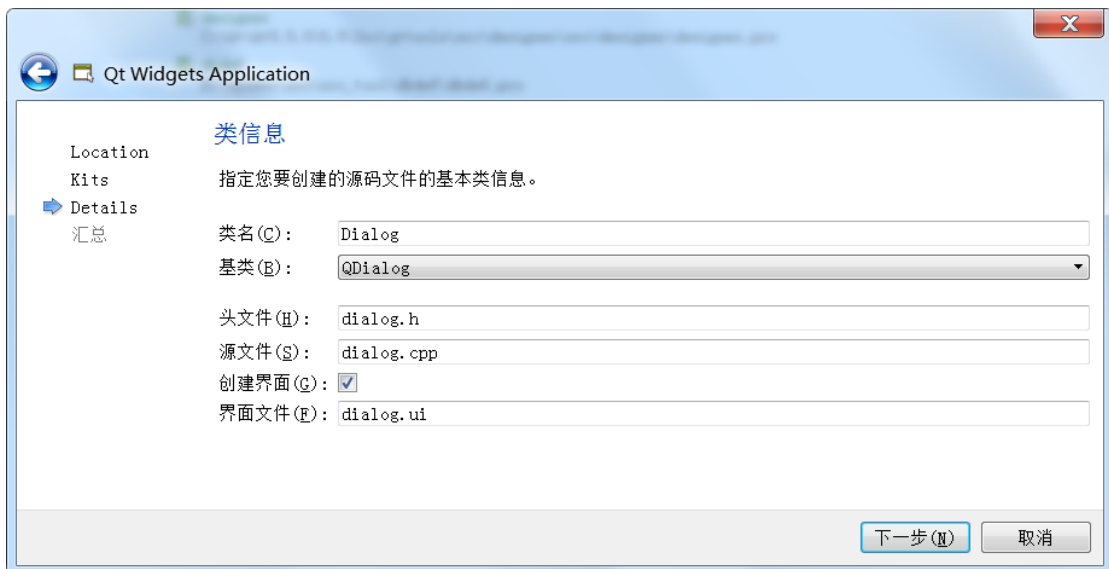 Qt Widgets Application
Location
Kits
Details
汇总
类信息
指定您要创建的源码文件的基本类信息。
类名(C): Dialog
基类(B): QDialog
头文件(H): dialog.h
源文件(S): dialog.cpp
创建界面(G):
界面文件(F): dialog.ui
下一步(N) 取消